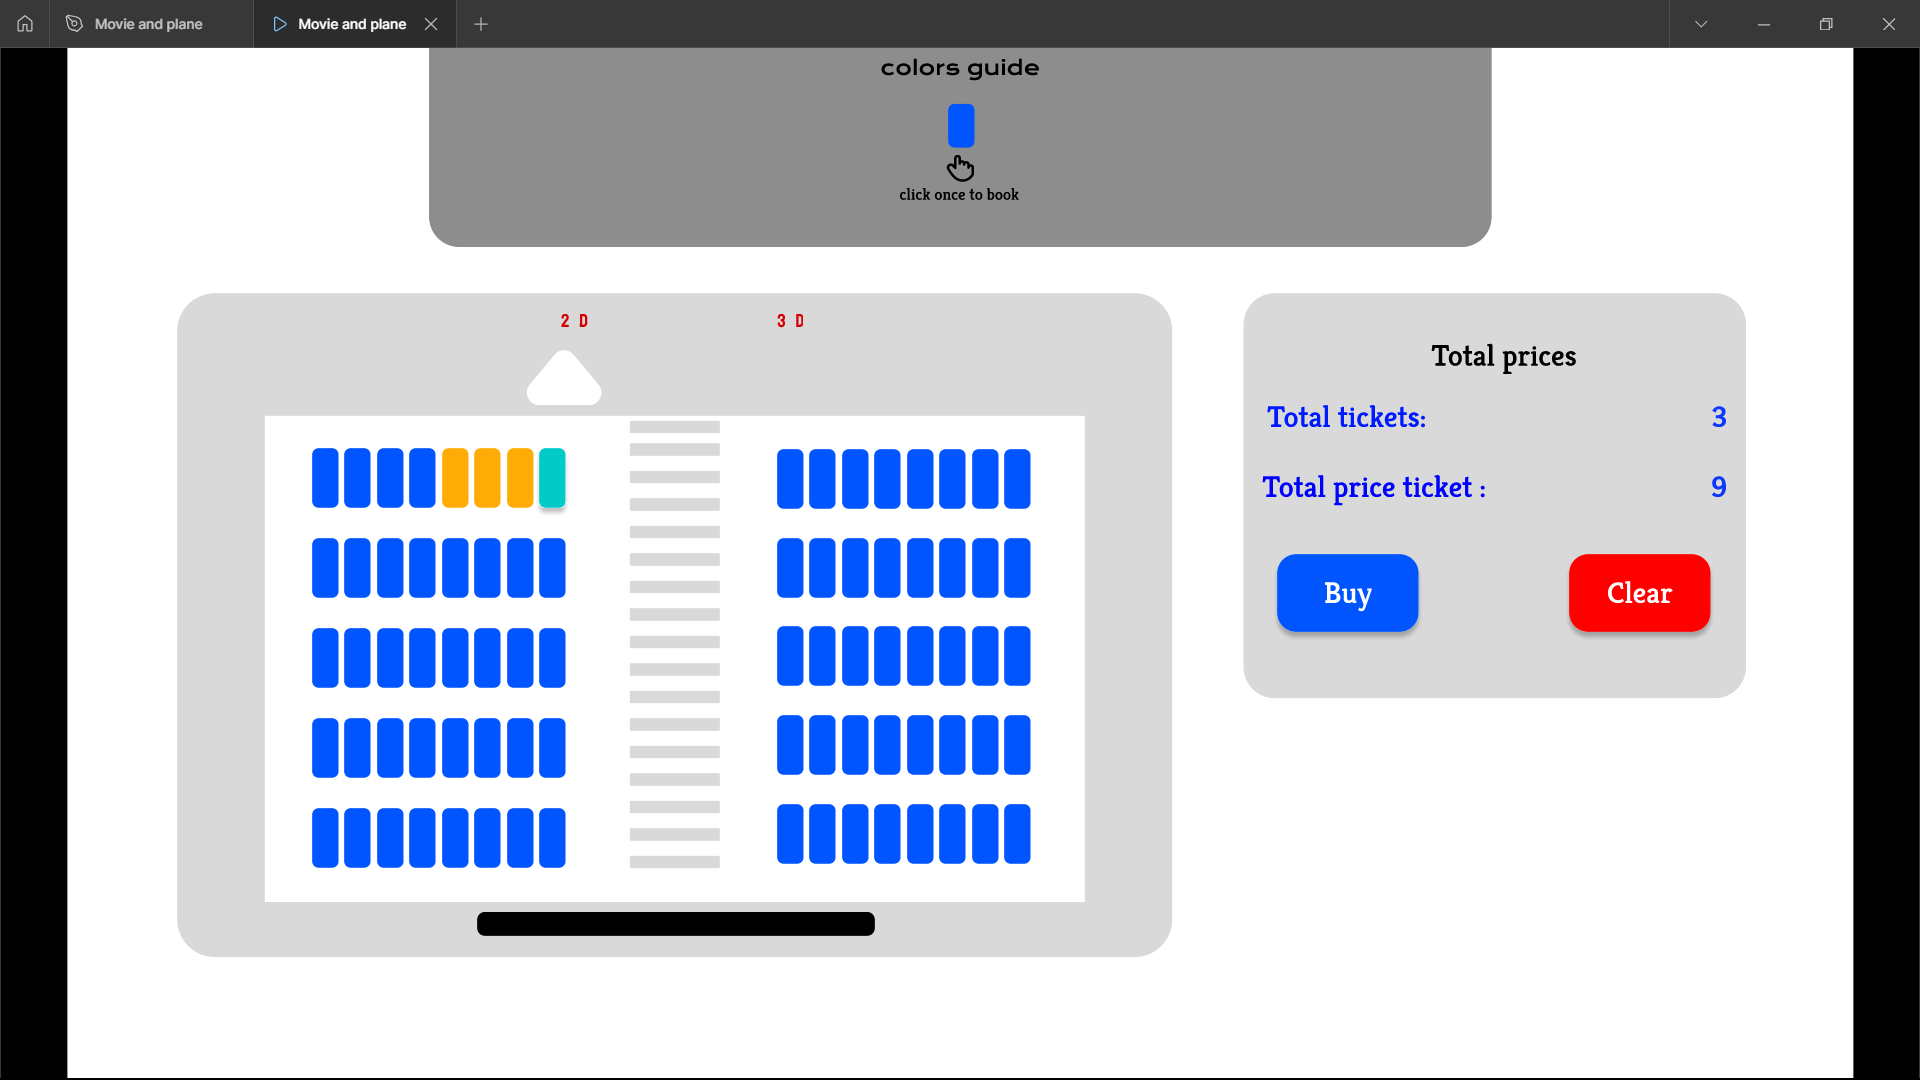 Movie and plane
Movie and plane
colors guide
click once to book
2 D
3 D
Total prices
Total tickets: 3
Total price ticket : 9
Buy
Clear